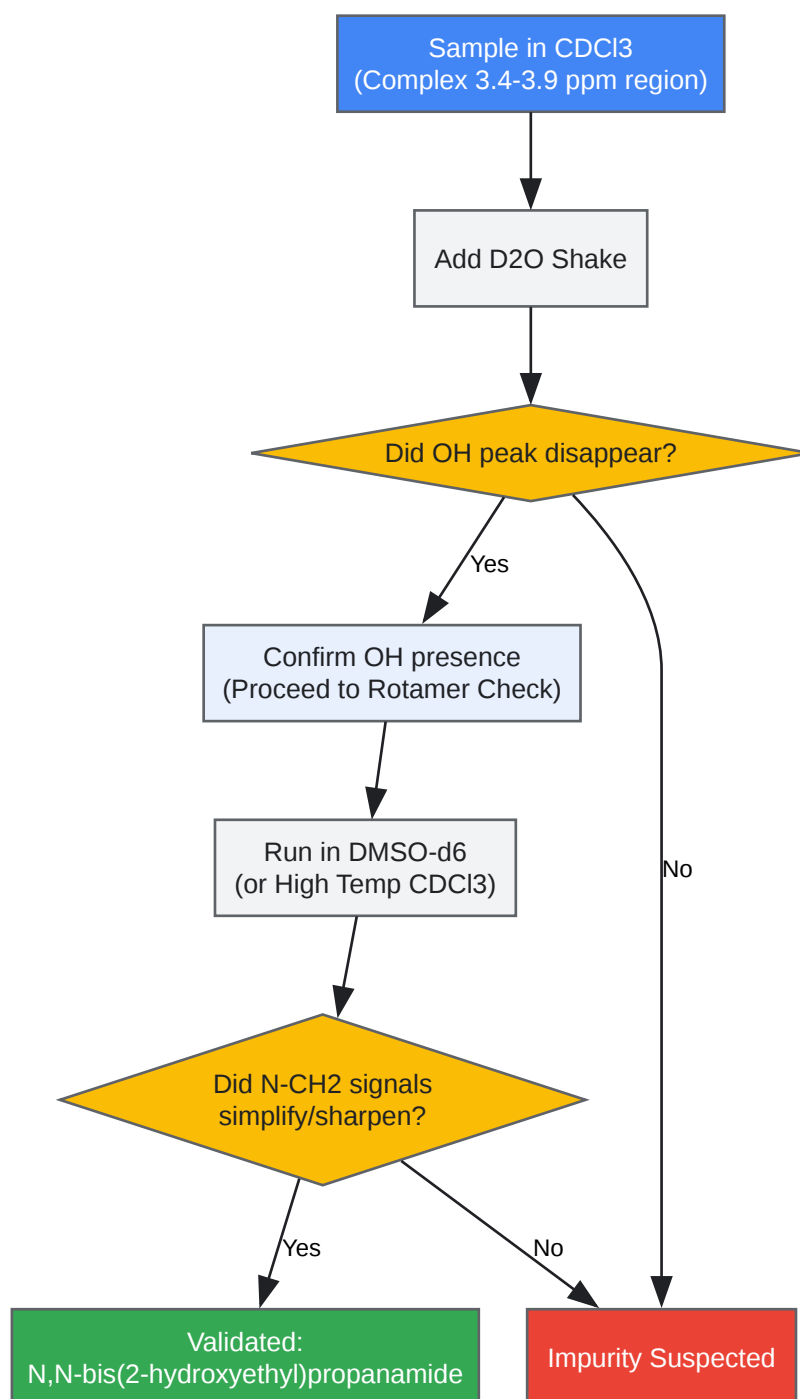 Sample in CDCl3
(Complex 3.4-3.9 ppm region)
Add D2O Shake
Did OH peak disappear?
Yes
Confirm OH presence
(Proceed to Rotamer Check)
Run in DMSO-d6
(or High Temp CDCl3)
No
Did N-CH2 signals
simplify/sharpen?
Yes
No
Validated:
N,N-bis(2-hydroxyethyl)propanamide
Impurity Suspected